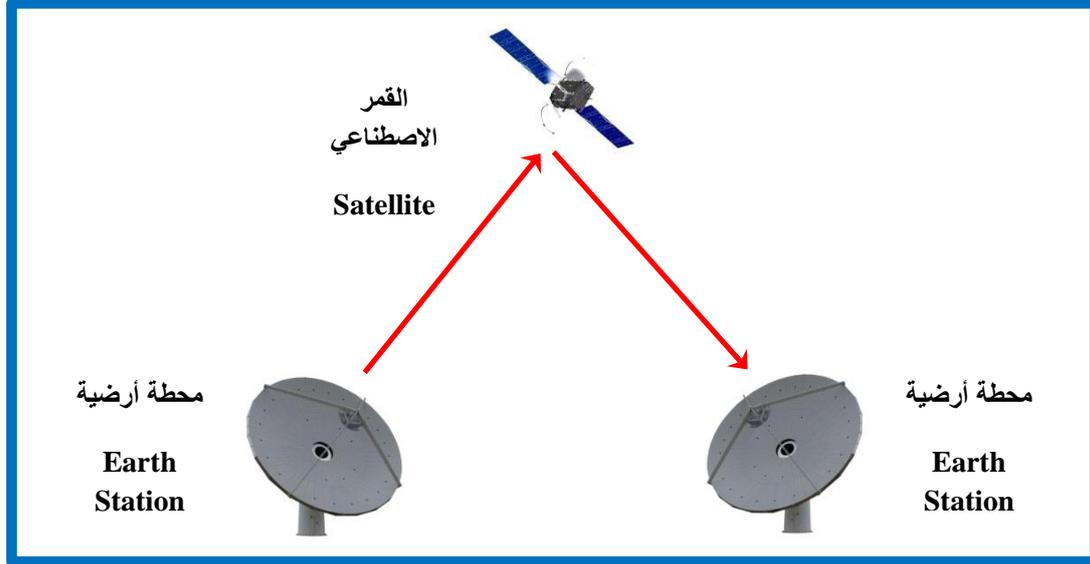 القمر
الاصطناعي
Satellite
محطة أرضية
Earth
Station
محطة أرضية
Earth
Station